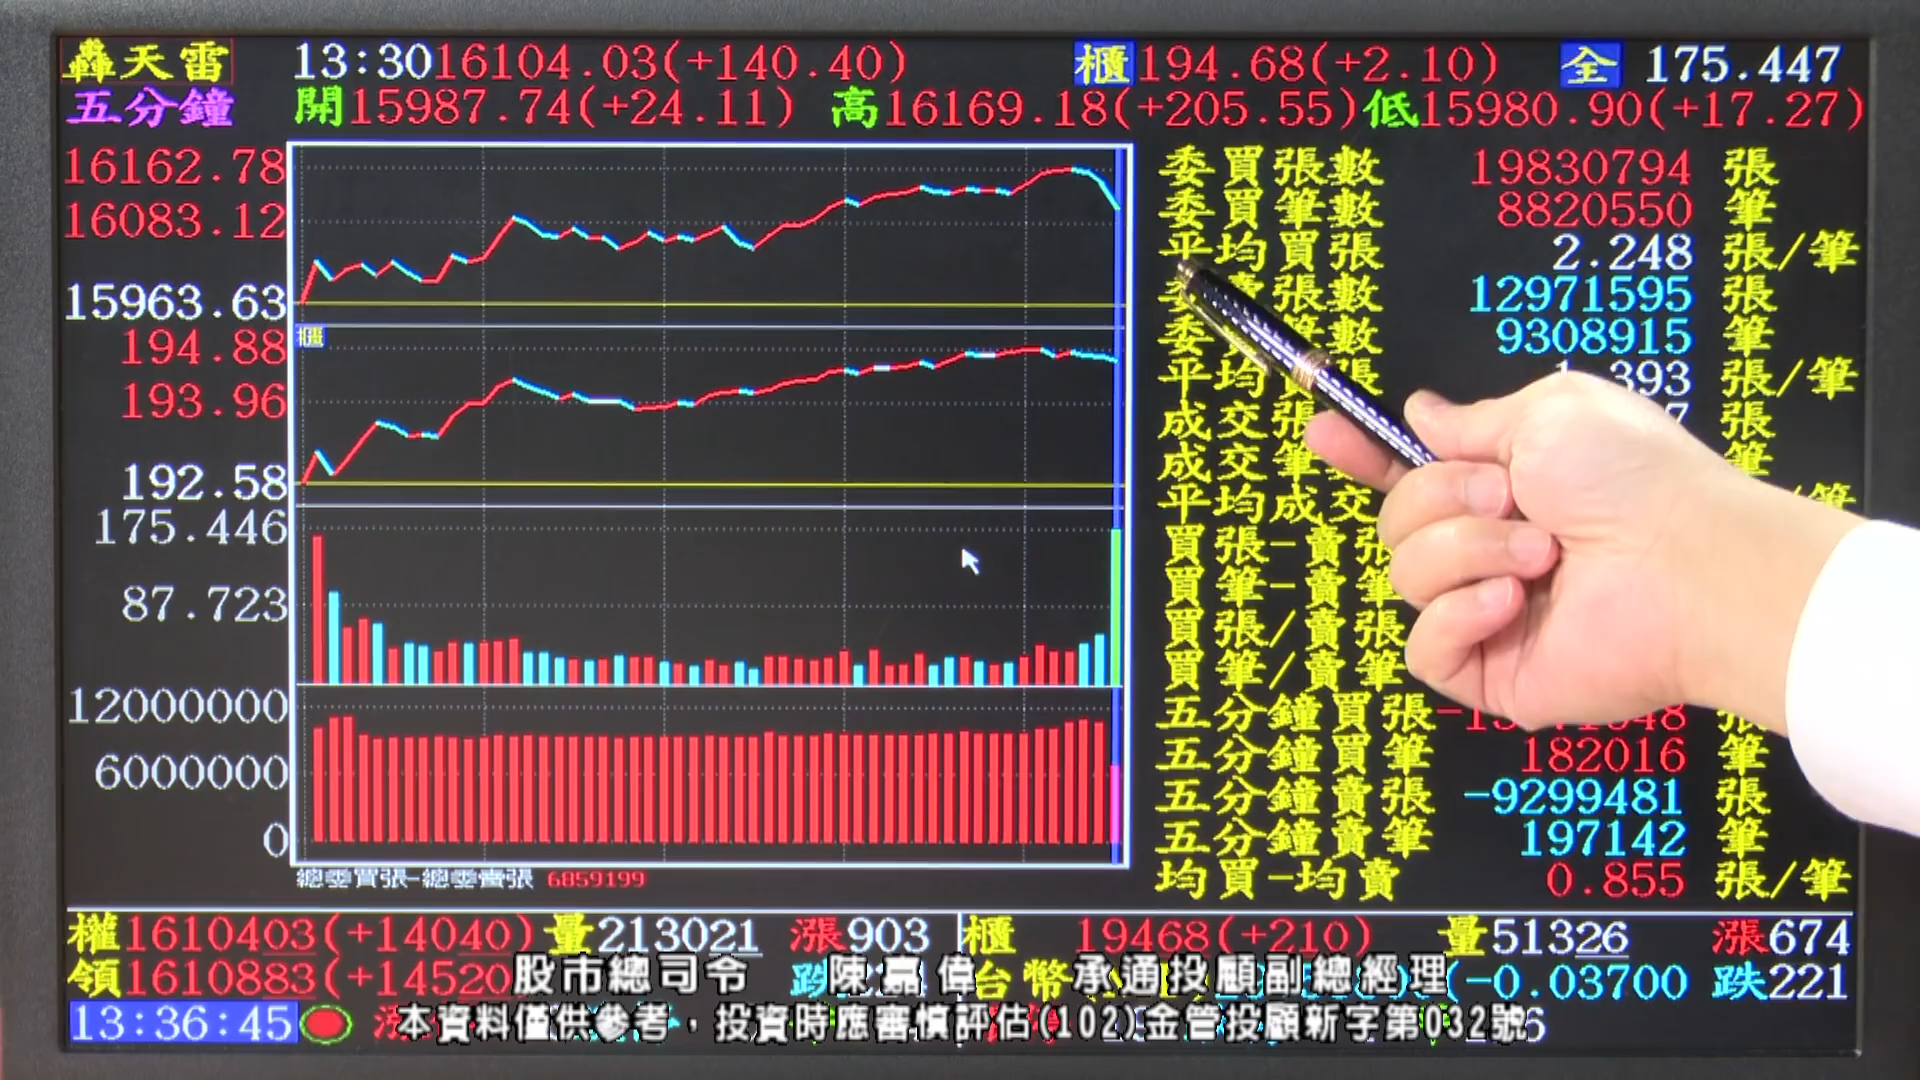 轟天雷 13:30 16104.03(+140.40) 櫃 194.68(+2.10) 全 175.447
五分鐘 開15987.74(+24.11) 高16169.18(+205.55) 低15980.90(+17.27)
16162.78
16083.12
15963.63
櫃
194.88
193.96
192.58
175.446
87.723
12000000
6000000
0
總委買張-總委賣張 6859199
委買張數 19830794 張
委買筆數 8820550 筆
平均買張 2.248 張/筆
張數 12971595 張
委 數 9308915 筆
平均 張 393 張/筆
成交張 張
成交筆 筆
平均成交
買張-賣張
買筆-賣筆
買張/賣張
買筆/賣筆
五分鐘買張
五分鐘買筆 182016 筆
五分鐘賣張 -9299481 張
五分鐘賣筆 197142 筆
均買-均賣 0.855 張/筆
權1610403(+14040) 量213021 漲903 櫃 19468(+210) 量51326 漲674
領1610883(+14520) 跌 台幣 (-0.03700 跌221
股市總司令 陳嘉偉 承通投顧副總經理
13:36:45
本資料僅供參考,投資時應審慎評估(102)金管投顧新字第032號